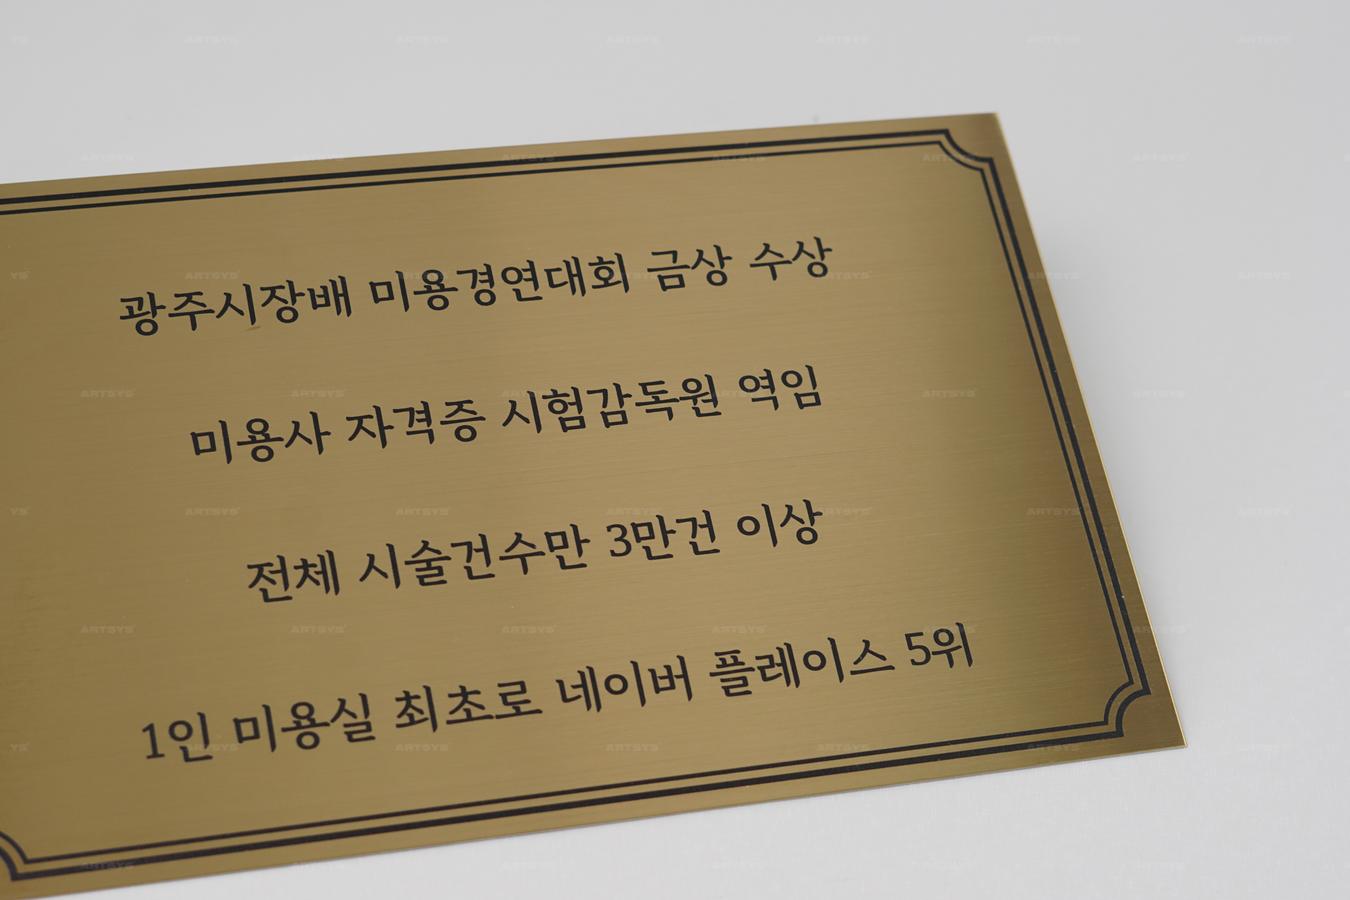 광주시장배 미용경연대회 금상 수상
미용사 자격증 시험감독원 역임
전체 시술건수만 3만건 이상
1인 미용실 최초로 네이버 플레이스 5위
ARTSYS